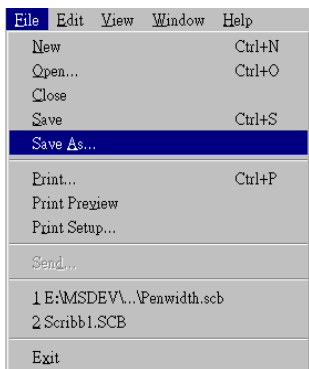 File Edit View Window Help
New Ctrl+N
Open... Ctrl+O
Close
Save Ctrl+S
Save As...
Print... Ctrl+P
Print Preview
Print Setup...
Send...
1 E:\MSDEV\...\Penwidth.scb
2 Scribb1.SCB
Exit